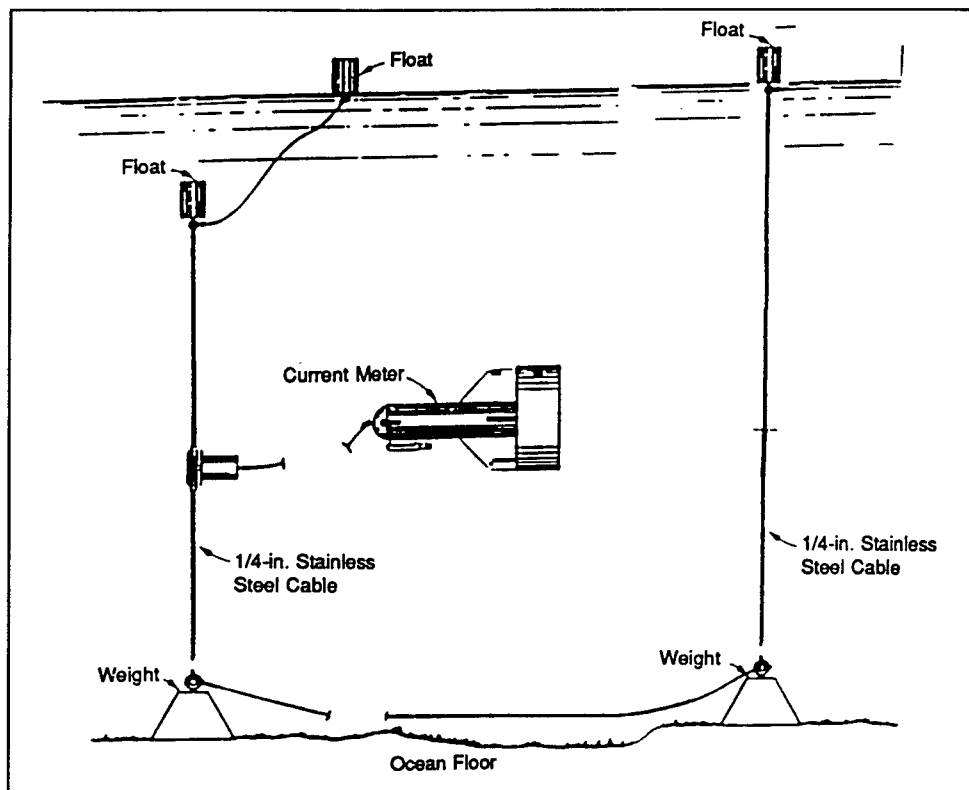 Float
Float
Float
Current Meter
1/4-in. Stainless
Steel Cable
1/4-in. Stainless
Steel Cable
Weight
Weight
Ocean Floor